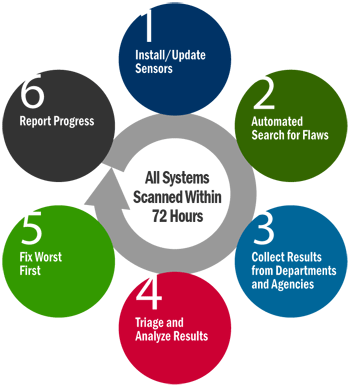 1
Install/Update
Sensors
2
Automated
Search for Flaws
3
Collect Results
from Departments
and Agencies
4
Triage and
Analyze Results
5
Fix Worst
First
6
Report Progress
All Systems
Scanned Within
72 Hours